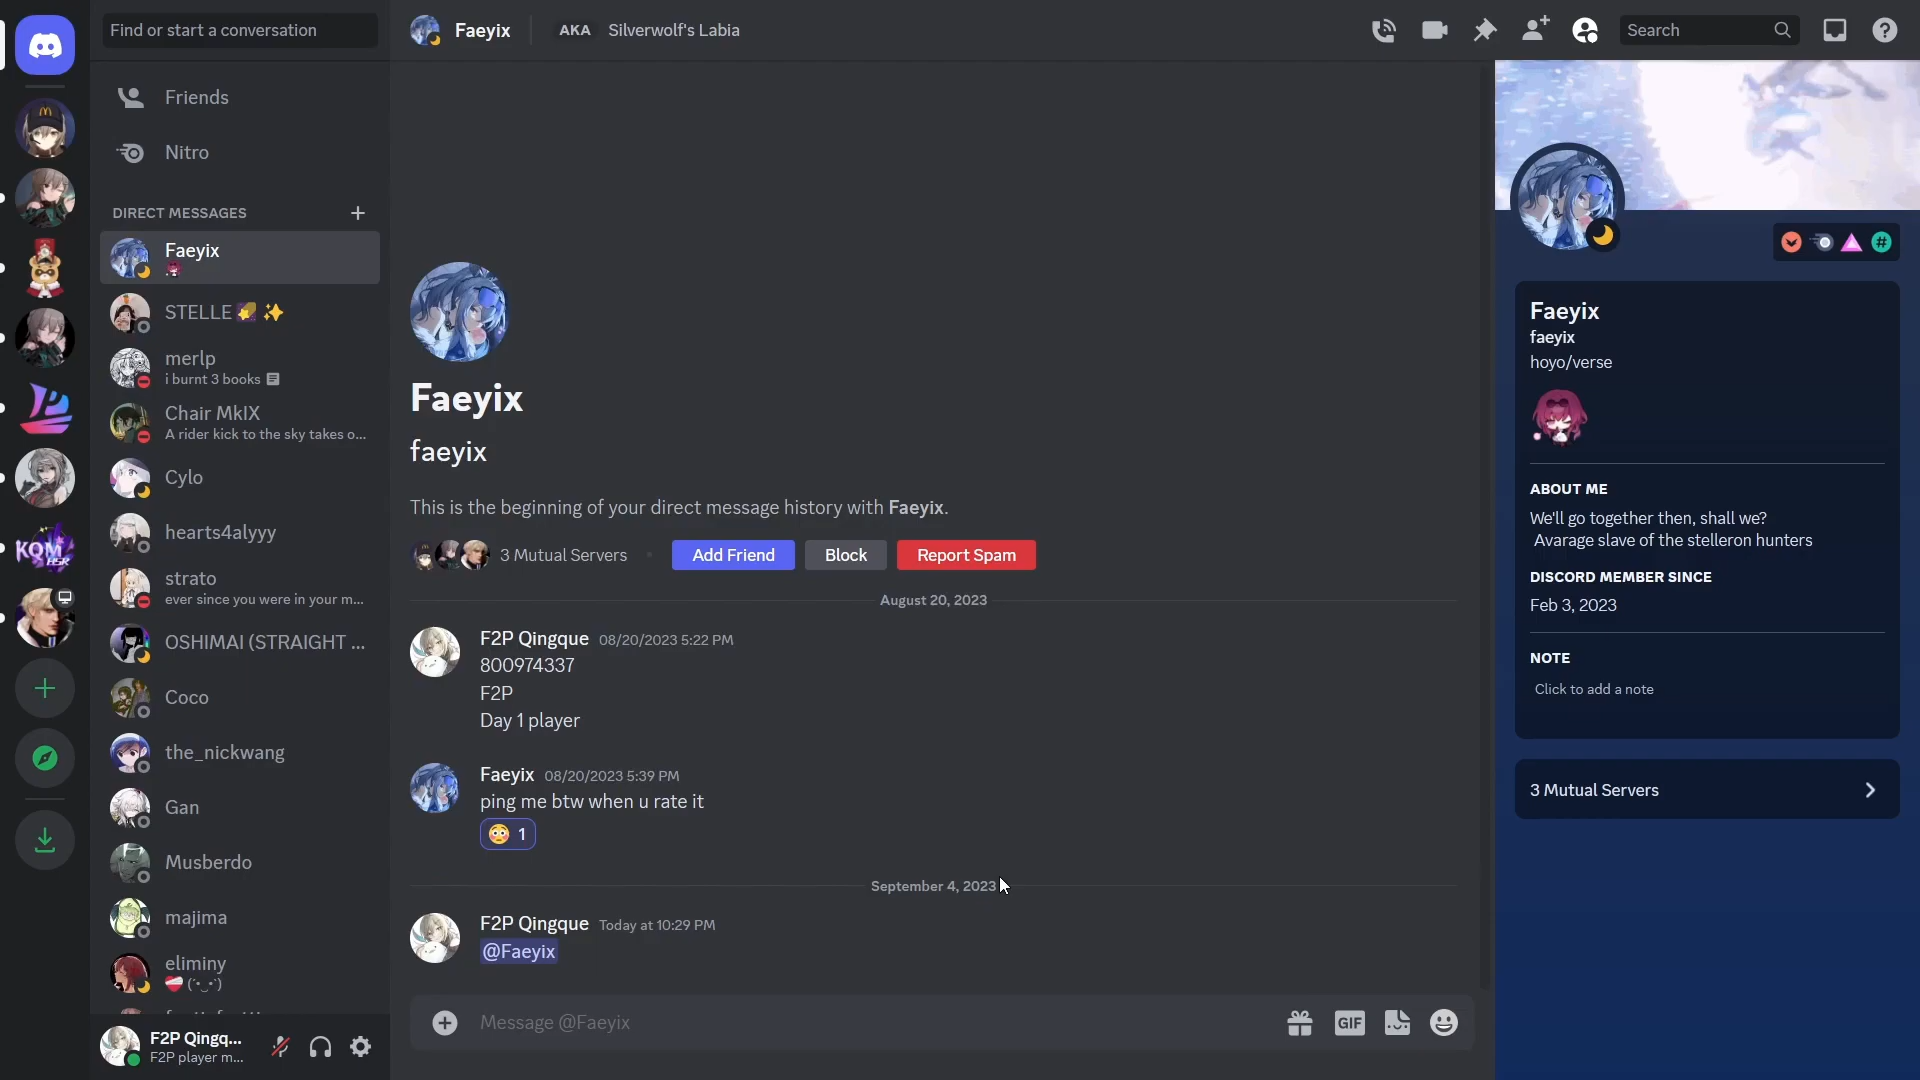 Find or start a conversation
Friends
Nitro
DIRECT MESSAGES
Faeyix
STELLE
merlp
i burnt 3 books
Chair MkIX
A rider kick to the sky takes o...
Cylo
hearts4alyyy
strato
ever since you were in your m...
OSHIMAI (STRAIGHT ...
Coco
the_nickwang
Gan
Musberdo
majima
eliminy
F2P Qingq...
F2P player m...
KQM
HSR
Faeyix
AKA Silverwolf's Labia
Search
Faeyix
faeyix
This is the beginning of your direct message history with Faeyix.
3 Mutual Servers
Add Friend
Block
Report Spam
August 20, 2023
F2P Qingque 08/20/2023 5:22 PM
800974337
F2P
Day 1 player
Faeyix 08/20/2023 5:39 PM
ping me btw when u rate it
1
September 4, 2023
F2P Qingque Today at 10:29 PM
@Faeyix
Message @Faeyix
GIF
Faeyix
faeyix
hoyo/verse
ABOUT ME
We'll go together then, shall we?
Avarage slave of the stelleron hunters
DISCORD MEMBER SINCE
Feb 3, 2023
NOTE
Click to add a note
3 Mutual Servers